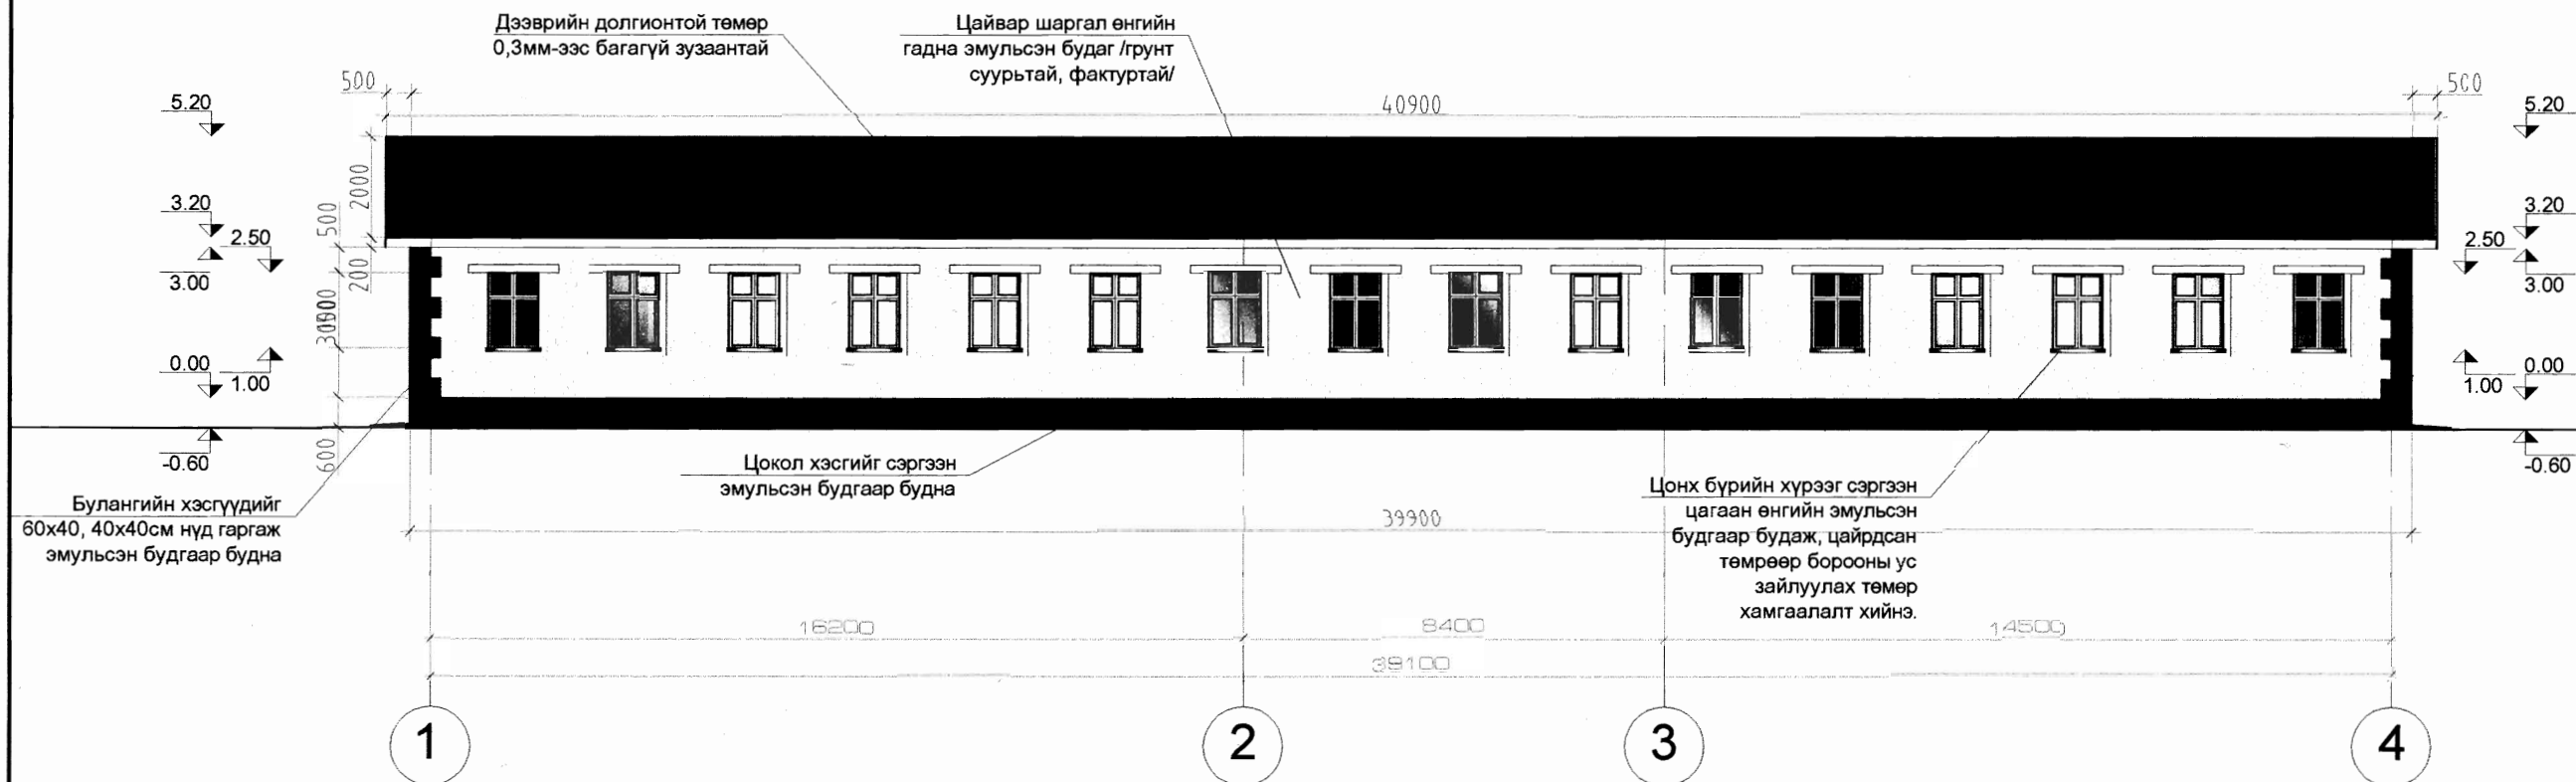 Дээврийн долгионтой төмөр
0,3мм-ээс багагүй зузаантай
Цайвар шаргал өнгийн
гадна эмульсэн будаг /грунт
суурьтай, фактуртай/
500
40900
500
5.20
5.20
2000
3.20
3.20
500
2.50
2.50
200
3.00
3.00
0.00
0.00
1.00
1.00
600
-0.60
-0.60
Цокол хэсгийг сэргээн
эмульсэн будгаар будна
Булангийн хэсгүүдийг
60х40, 40х40см нүд гаргаж
эмульсэн будгаар будна
Цонх бүрийн хүрээг сэргээн
цагаан өнгийн эмульсэн
будгаар будаж, цайрдсан
төмрөөр борооны ус
зайлуулах төмөр
хамгаалалт хийнэ.
39900
16200
8400
14500
39100
1
2
3
4